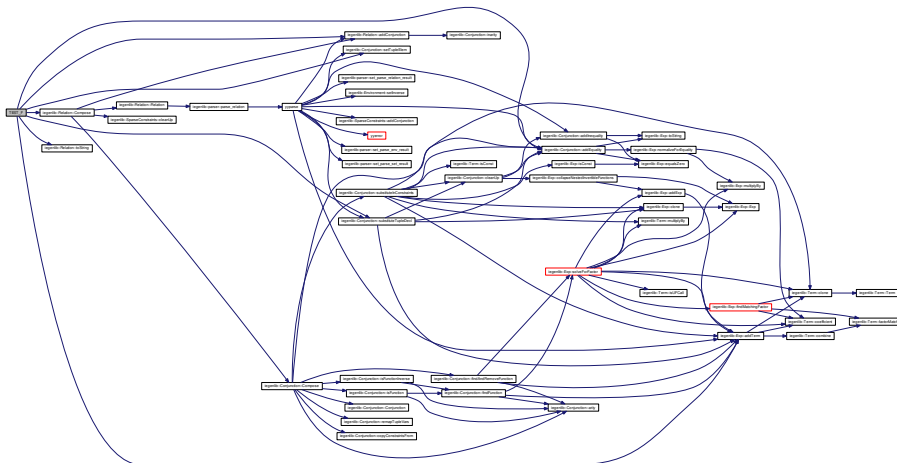 TEST_F
iegenlib::Relation::Compose
iegenlib::Relation::toString
iegenlib::Relation::Relation
iegenlib::SparseConstraints::cleanUp
iegenlib::parser::parse_relation
yyparse
iegenlib::Relation::addConjunction
iegenlib::Conjunction::inarity
iegenlib::Conjunction::setTupleElem
iegenlib::parser::set_parse_relation_result
iegenlib::Environment::setInverse
iegenlib::SparseConstraints::addConjunction
yyerror
iegenlib::parser::set_parse_env_result
iegenlib::parser::set_parse_set_result
iegenlib::Conjunction::substituteInConstraints
iegenlib::Conjunction::substituteTupleDecl
iegenlib::Term::isConst
iegenlib::Conjunction::cleanUp
iegenlib::Conjunction::addInequality
iegenlib::Conjunction::addEquality
iegenlib::Exp::isConst
iegenlib::Exp::collapseNestedInvertibleFunctions
iegenlib::Exp::toString
iegenlib::Exp::normalizeForEquality
iegenlib::Exp::equalsZero
iegenlib::Exp::multiplyBy
iegenlib::Exp::Exp
iegenlib::Exp::addExp
iegenlib::Exp::clone
iegenlib::Term::multiplyBy
iegenlib::Exp::solveForFactor
iegenlib::Term::isUFCall
iegenlib::Exp::findMatchingFactor
iegenlib::Exp::addTerm
iegenlib::Term::clone
iegenlib::Term::Term
iegenlib::Term::coefficient
iegenlib::Term::factorMatches
iegenlib::Term::combine
iegenlib::Conjunction::Compose
iegenlib::Conjunction::isFunctionInverse
iegenlib::Conjunction::isFunction
iegenlib::Conjunction::Conjunction
iegenlib::Conjunction::remapTupleVars
iegenlib::Conjunction::copyConstraintsFrom
iegenlib::Conjunction::findAndRemoveFunction
iegenlib::Conjunction::findFunction
iegenlib::Conjunction::arity